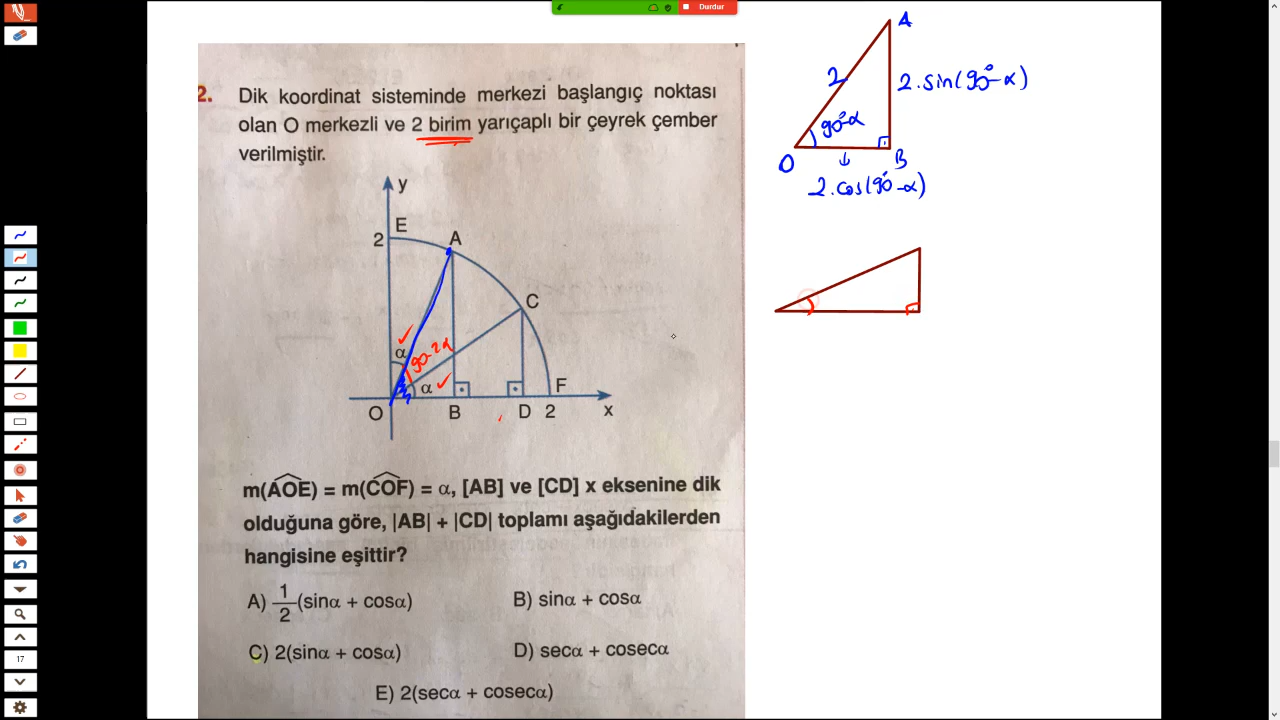 Durdur
2. Dik koordinat sisteminde merkezi başlangıç noktası
olan O merkezli ve 2 birim yarıçaplı bir çeyrek çember
verilmiştir.
y
E
2
A
C
α
90-2α
α
F
O
B
D 2
x
m(AOE) = m(COF) = α, [AB] ve [CD] x eksenine dik
olduğuna göre, |AB| + |CD| toplamı aşağıdakilerden
hangisine eşittir?
A) 1/2 (sinα + cosα)
B) sinα + cosα
C) 2(sinα + cosα)
D) secα + cosecα
E) 2(secα + cosecα)
A
2
2.sin(90°-α)
90°-α
O
B
2.cos(90°-α)
17